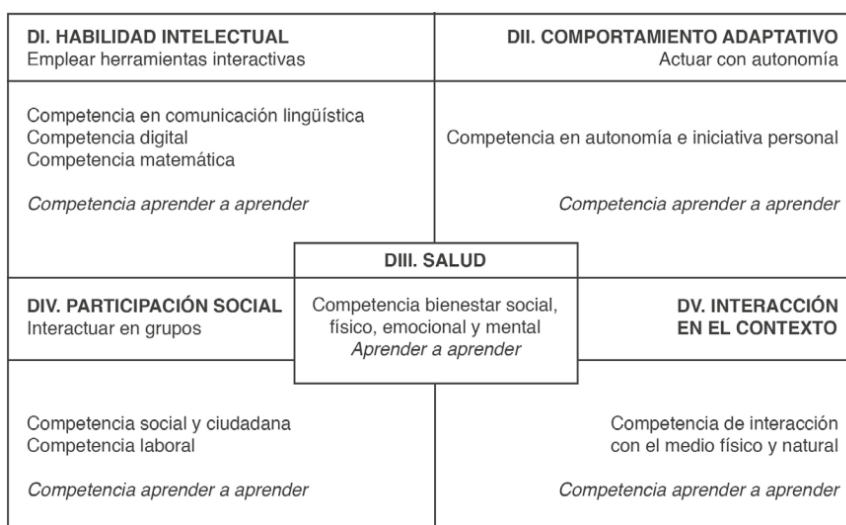 DI. HABILIDAD INTELECTUAL
Emplear herramientas interactivas
DII. COMPORTAMIENTO ADAPTATIVO
Actuar con autonomía
Competencia en comunicación lingüística
Competencia digital
Competencia matemática
Competencia aprender a aprender
Competencia en autonomía e iniciativa personal
Competencia aprender a aprender
DIII. SALUD
Competencia bienestar social,
físico, emocional y mental
Aprender a aprender
DIV. PARTICIPACIÓN SOCIAL
Interactuar en grupos
DV. INTERACCIÓN
EN EL CONTEXTO
Competencia social y ciudadana
Competencia laboral
Competencia aprender a aprender
Competencia de interacción
con el medio físico y natural
Competencia aprender a aprender